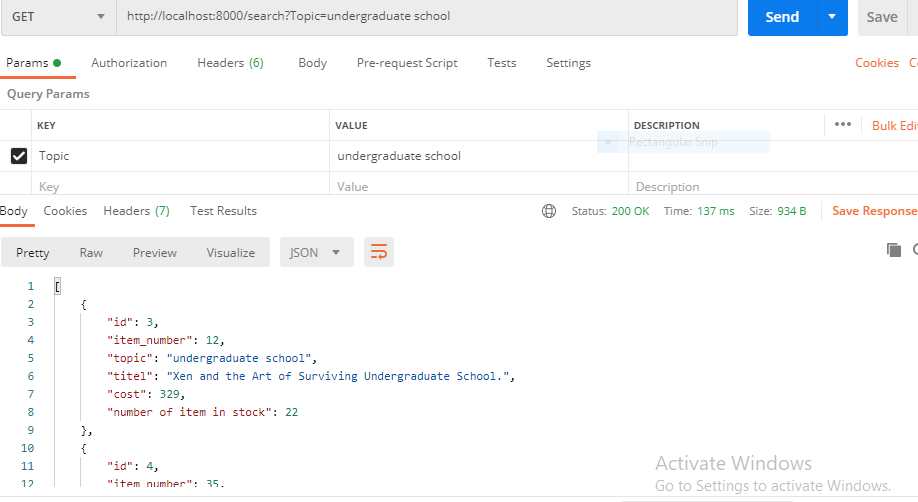 GET http://localhost:8000/search?Topic=undergraduate school Send Save
Params Authorization Headers (6) Body Pre-request Script Tests Settings Cookies C
Query Params
KEY VALUE DESCRIPTION ••• Bulk Edi
Topic undergraduate school Rectangular Snip
Key Value Description
Body Cookies Headers (7) Test Results Status: 200 OK Time: 137 ms Size: 934 B Save Response
Pretty Raw Preview Visualize JSON
1 [
2 {
3 "id": 3,
4 "item_number": 12,
5 "topic": "undergraduate school",
6 "titel": "Xen and the Art of Surviving Undergraduate School.",
7 "cost": 329,
8 "number of item in stock": 22
9 },
10 {
11 "id": 4,
12 "item_number": 35,
Activate Windows
Go to Settings to activate Windows.